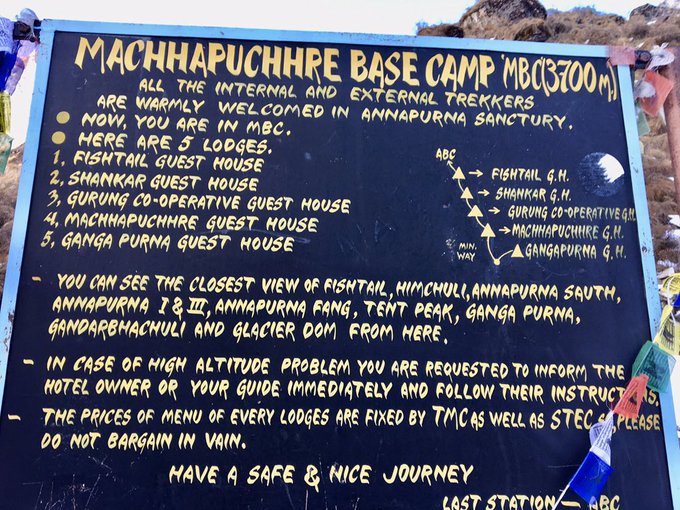 MACHHAPUCHHRE BASE CAMP 'MBC'(3700 m)
ALL THE INTERNAL AND EXTERNAL TREKKERS
ARE WARMLY WELCOMED IN ANNAPURNA SANCTURY.
NOW, YOU ARE IN MBC.
HERE ARE 5 LODGES.
1, FISHTAIL GUEST HOUSE
2, SHANKAR GUEST HOUSE
3, GURUNG CO-OPERATIVE GUEST HOUSE
4, MACHHAPUCHHRE GUEST HOUSE
5, GANGA PURNA GUEST HOUSE
ABC
FISHTAIL G.H.
SHANKAR G.H.
GURUNG CO-OPERATIVE G.H.
MACHHAPUCHHRE G.H.
GANGAPURNA G.H.
MIN.
WAY
- YOU CAN SEE THE CLOSEST VIEW OF FISHTAIL, HIMCHULI, ANNAPURNA SAUTH,
ANNAPURNA I & III, ANNAPURNA FANG, TENT PEAK, GANGA PURNA,
GANDARBHACHULI AND GLACIER DOM FROM HERE.
- IN CASE OF HIGH ALTITUDE PROBLEM YOU ARE REQUESTED TO INFORM THE
HOTEL OWNER OR YOUR GUIDE IMMEDIATELY AND FOLLOW THEIR
- THE PRICES OF MENU OF EVERY LODGES ARE FIXED BY TMC AS WELL AS STEC PLEASE
DO NOT BARGAIN IN VAIN.
HAVE A SAFE & NICE JOURNEY
LAST STATION - ABC